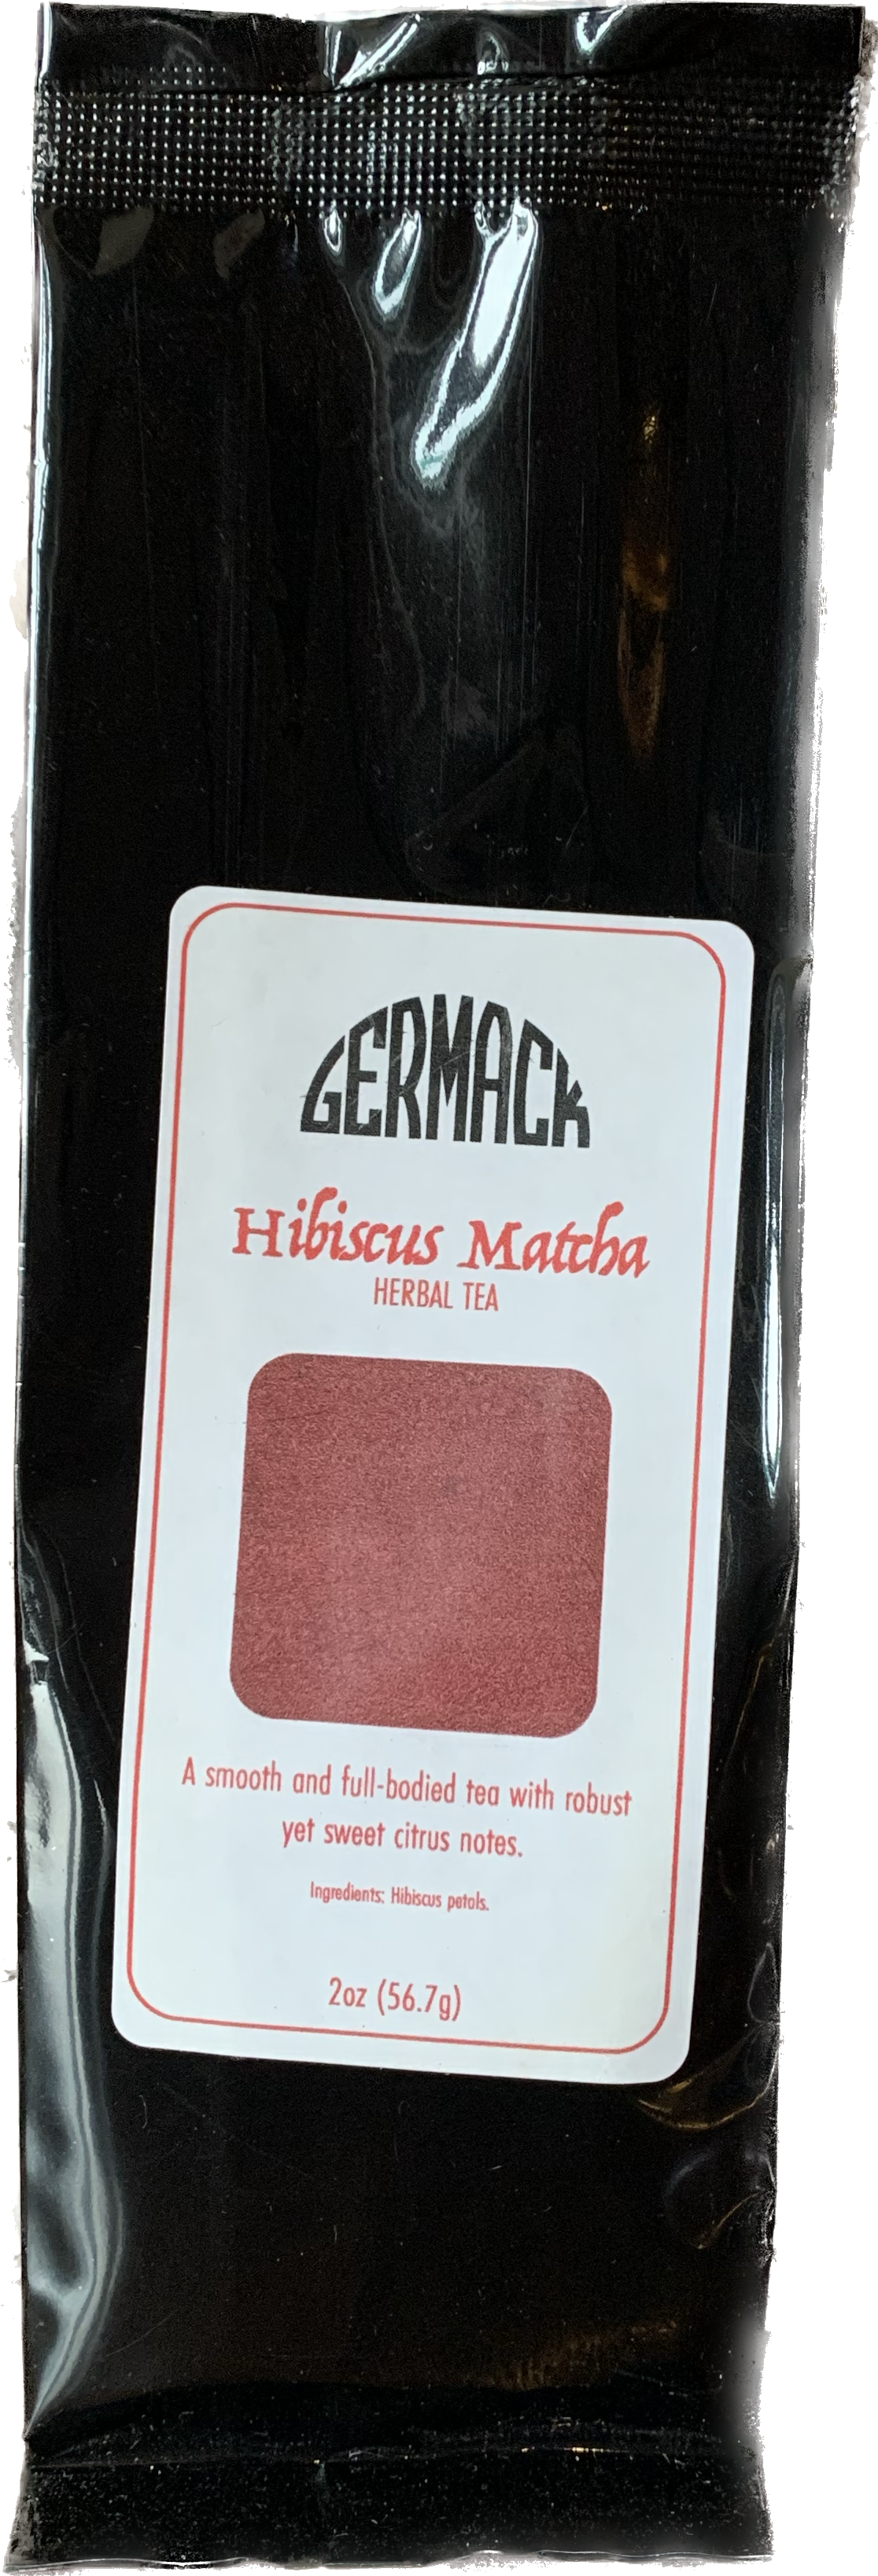 GERMACK
Hibiscus Matcha
HERBAL TEA
A smooth and full-bodied tea with robust
yet sweet citrus notes.
Ingredients: Hibiscus petals.
2oz (56.7g)